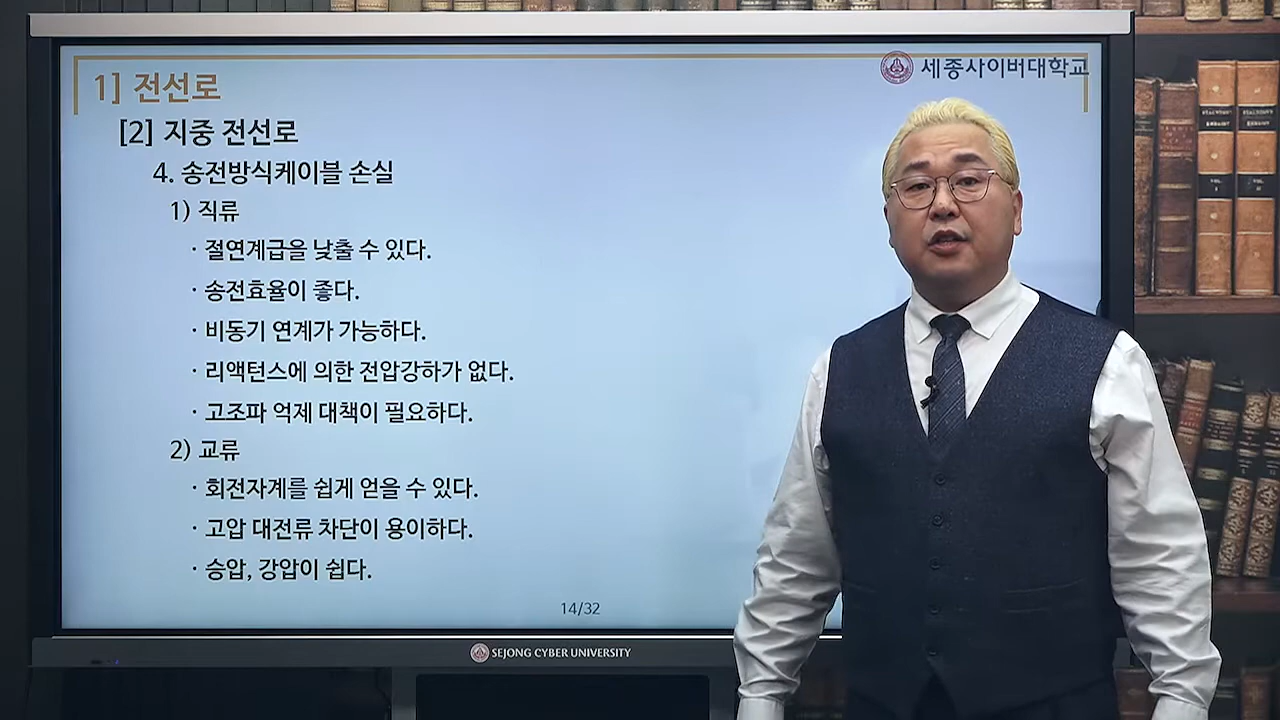 세종사이버대학교
1] 전선로
[2] 지중 전선로
4. 송전방식케이블 손실
1) 직류
· 절연계급을 낮출 수 있다.
· 송전효율이 좋다.
· 비동기 연계가 가능하다.
· 리액턴스에 의한 전압강하가 없다.
· 고조파 억제 대책이 필요하다.
2) 교류
· 회전자계를 쉽게 얻을 수 있다.
· 고압 대전류 차단이 용이하다.
· 승압, 강압이 쉽다.
14/32
SEJONG CYBER UNIVERSITY